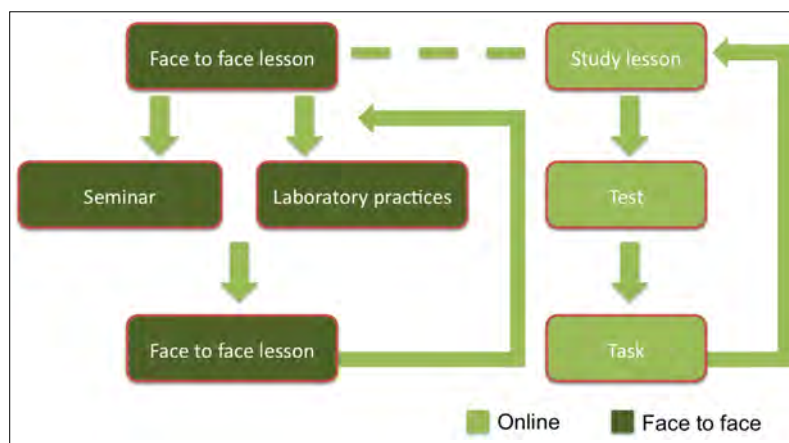 Face to face lesson
Study lesson
Seminar
Laboratory practices
Test
Face to face lesson
Task
Online
Face to face